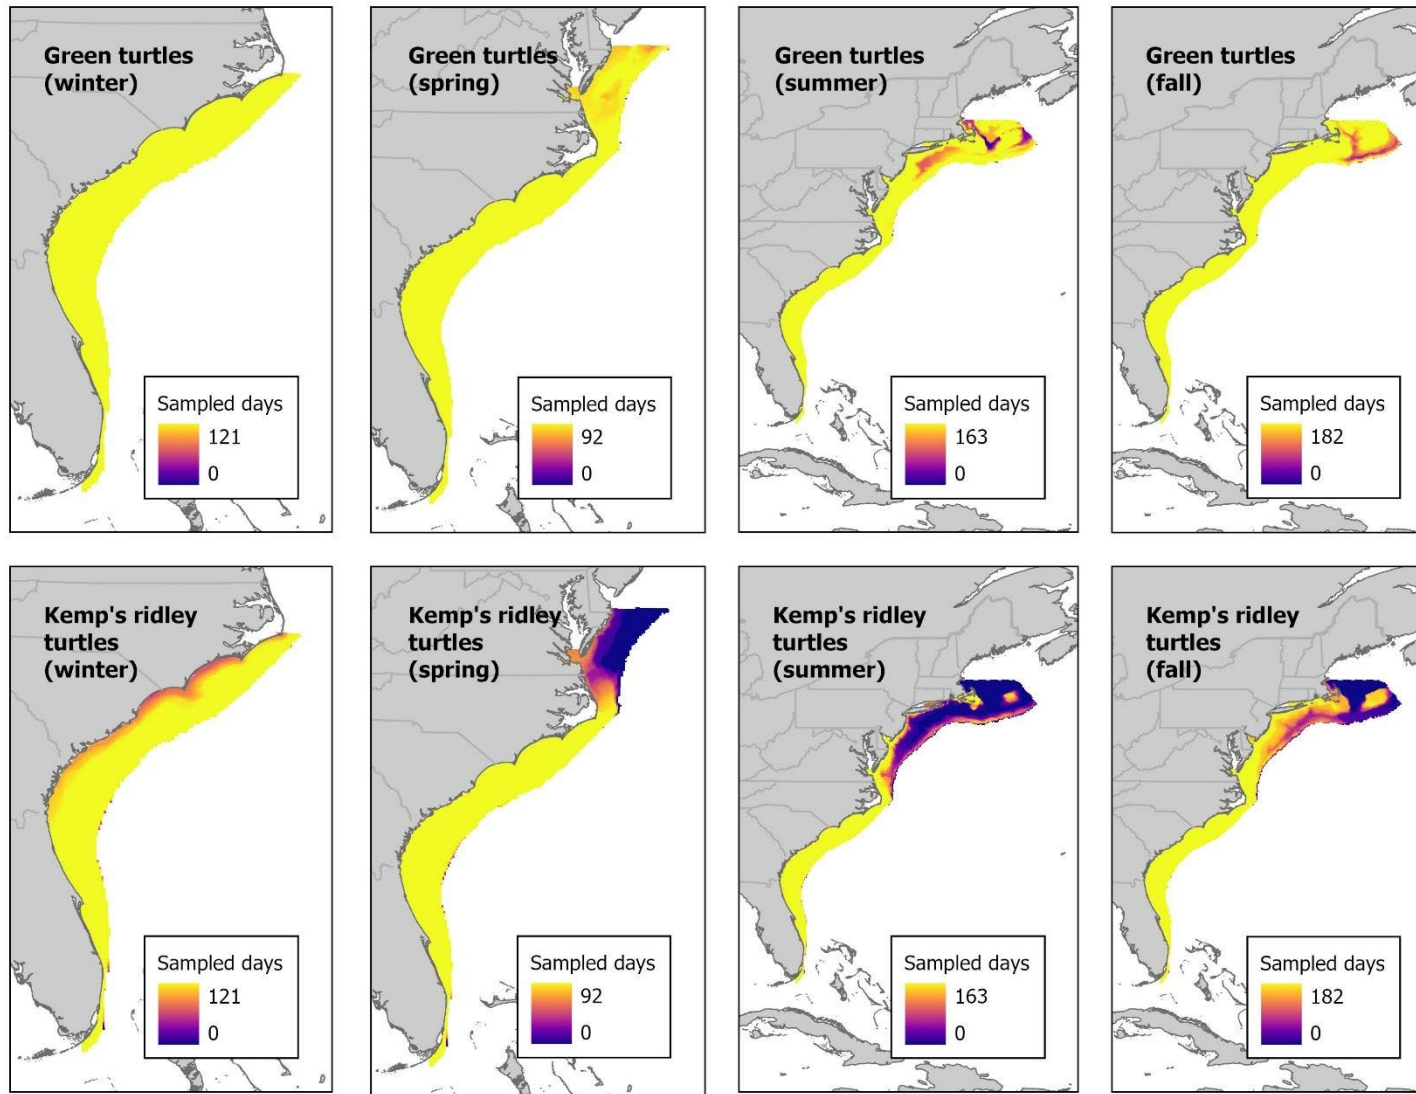 Green turtles
(winter)
Sampled days
121
0
Green turtles
(spring)
Sampled days
92
0
Green turtles
(summer)
Sampled days
163
0
Green turtles
(fall)
Sampled days
182
0
Kemp's ridley
turtles
(winter)
Sampled days
121
0
Kemp's ridley
turtles
(spring)
Sampled days
92
0
Kemp's ridley
turtles
(summer)
Sampled days
163
0
Kemp's ridley
turtles
(fall)
Sampled days
182
0